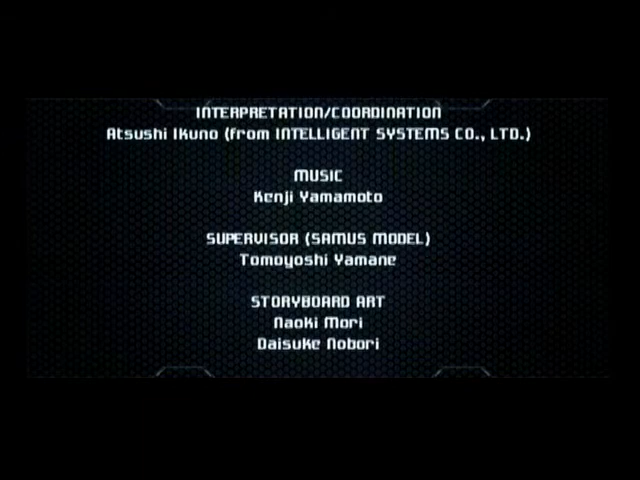 INTERPRETATION/COORDINATION
Atsushi Ikuno (from INTELLIGENT SYSTEMS CO., LTD.)
MUSIC
Kenji Yamamoto
SUPERVISOR (SAMUS MODEL)
Tomoyoshi Yamane
STORYBOARD ART
Naoki Mori
Daisuke Nobori